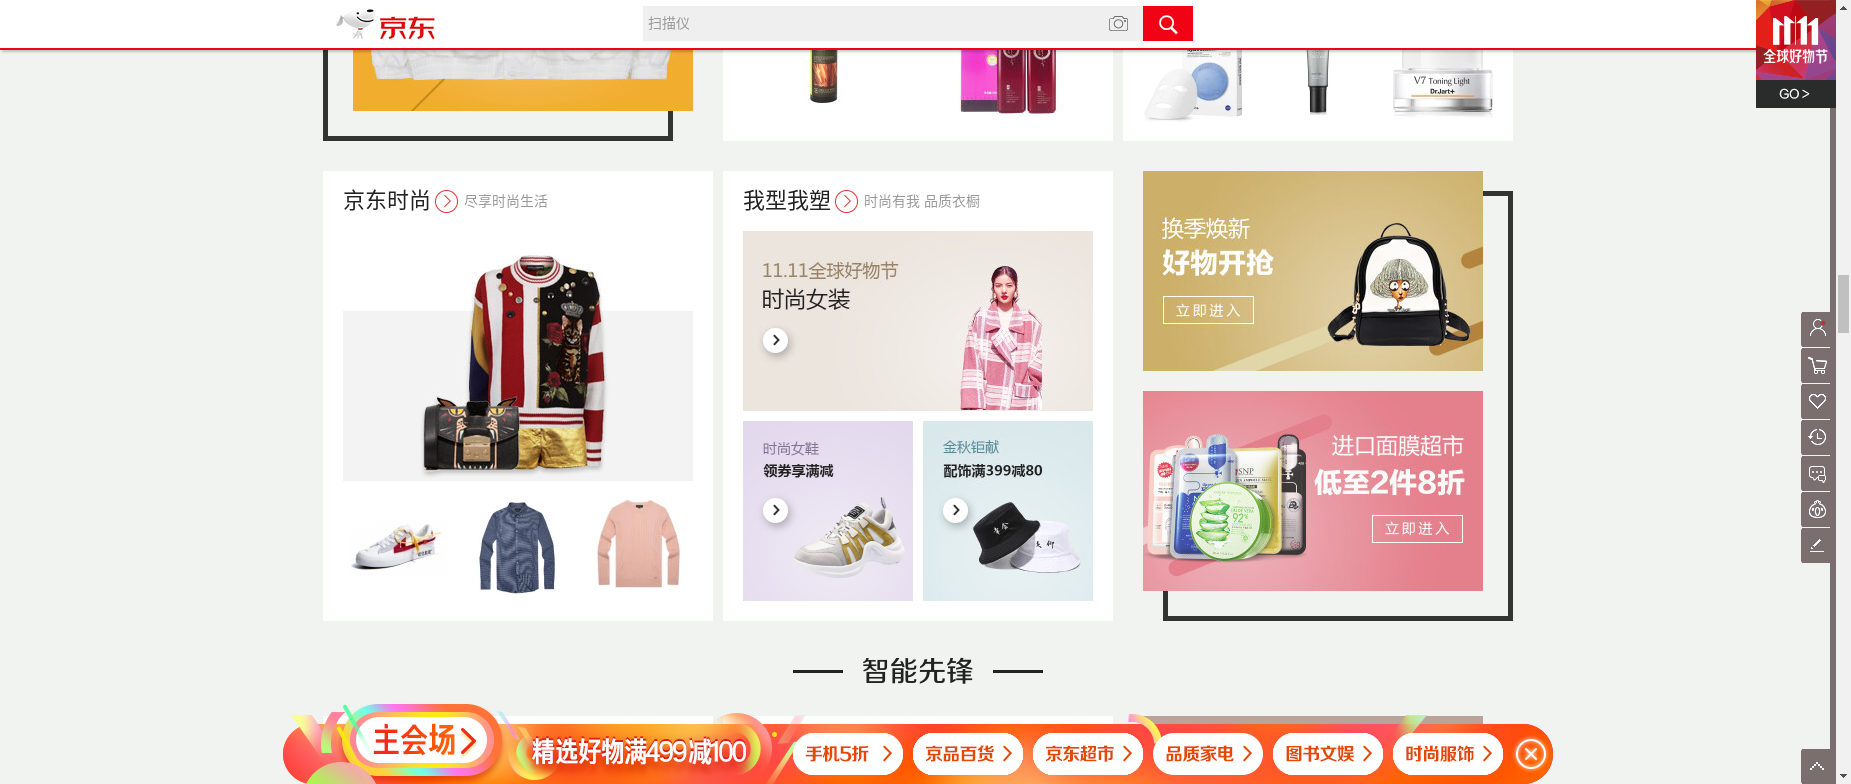 京东
扫描仪
全球好物节
GO >
V7 Toning Light
Dr.Jart+
京东时尚
尽享时尚生活
我型我塑
时尚有我 品质衣橱
11.11全球好物节
时尚女装
时尚女鞋
领券享满减
金秋钜献
配饰满399减80
换季焕新
好物开抢
立即进入
进口面膜超市
低至2件8折
立即进入
SNP
92%
智能先锋
主会场
精选好物满499减100
手机5折
京品百货
京东超市
品质家电
图书文娱
时尚服饰